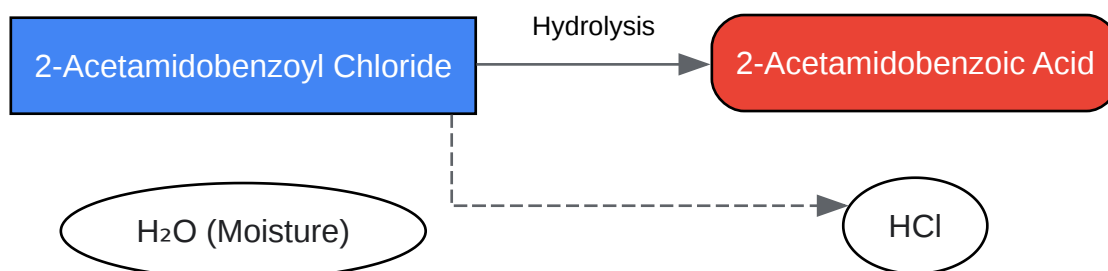 Hydrolysis
2-Acetamidobenzoyl Chloride
2-Acetamidobenzoic Acid
H₂O (Moisture)
HCl